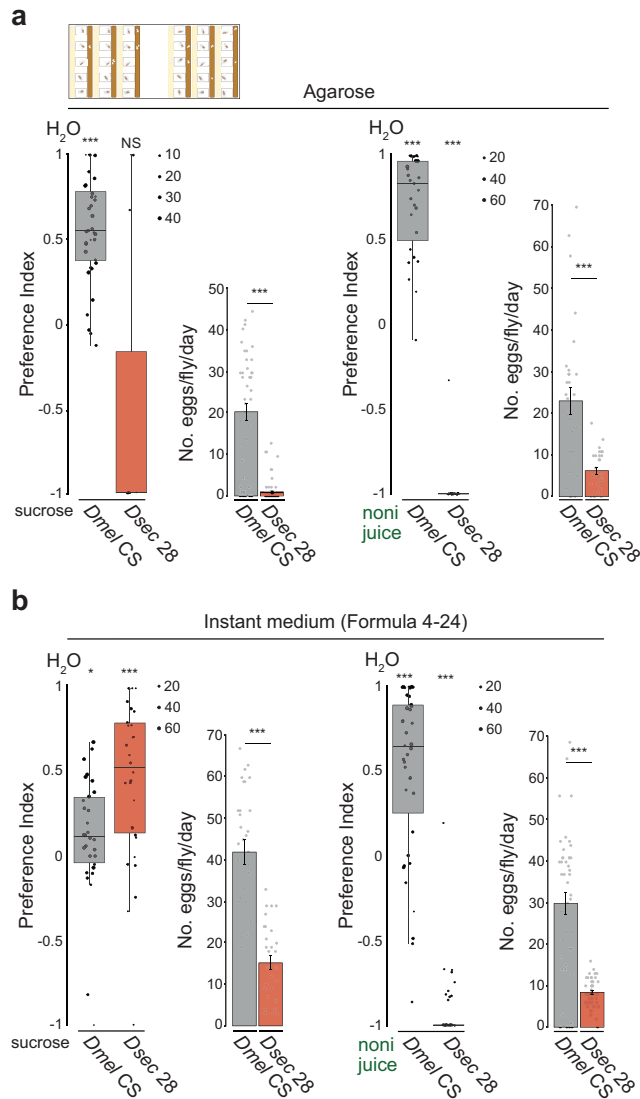 a
Agarose
H2O
*** NS
10
20
30
40
1
0.5
0
-0.5
-1
Preference Index
sucrose
Dmel CS
Dsec 28
***
50
40
30
20
10
0
No. eggs/fly/day
Dmel CS
Dsec 28
H2O
*** ***
20
40
60
1
0.5
0
-0.5
-1
Preference Index
noni
juice
Dmel CS
Dsec 28
***
70
60
50
40
30
20
10
0
No. eggs/fly/day
Dmel CS
Dsec 28
b
Instant medium (Formula 4-24)
H2O
* ***
20
40
60
1
0.5
0
-0.5
-1
Preference Index
sucrose
Dmel CS
Dsec 28
***
70
60
50
40
30
20
10
0
No. eggs/fly/day
Dmel CS
Dsec 28
H2O
*** ***
20
40
60
1
0.5
0
-0.5
-1
Preference Index
noni
juice
Dmel CS
Dsec 28
***
70
60
50
40
30
20
10
0
No. eggs/fly/day
Dmel CS
Dsec 28